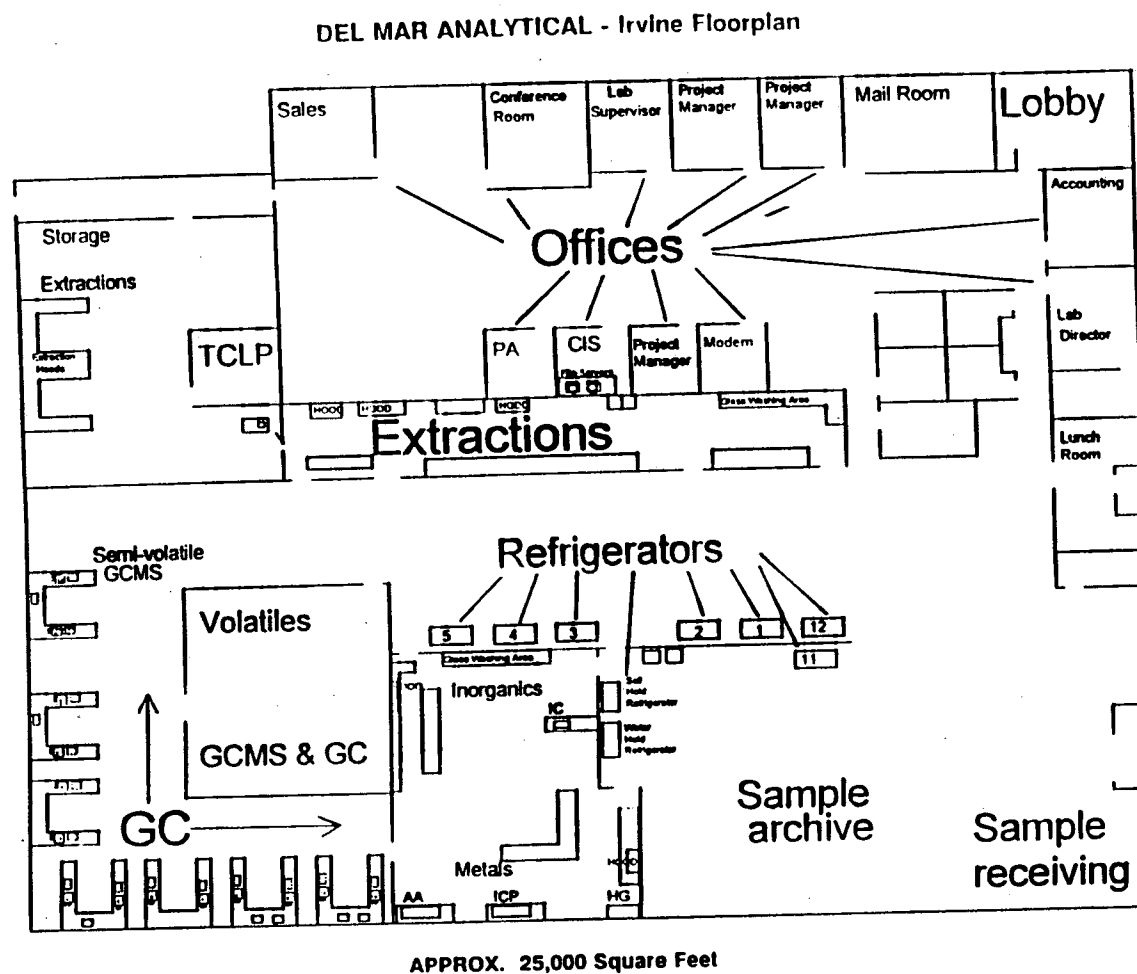 DEL MAR ANALYTICAL - Irvine Floorplan
Sales
Conference
Room
Lab
Supervisor
Project
Manager
Project
Manager
Mail Room
Lobby
Accounting
Storage
Offices
Extractions
Extraction
Hoods
TCLP
PA
CIS
File Servers
Project
Manager
Modem
Lab
Director
HOOD
HOOD
HOOD
Glass Washing Area
B
Extractions
Lunch
Room
Semi-volatile
GCMS
Refrigerators
Volatiles
5
4
3
2
1
12
11
Glass Washing Area
Inorganics
IC
Soil
Hold
Refrigerator
Water
Hold
Refrigerator
GCMS & GC
GC
Sample
archive
Sample
receiving
Metals
HOOD
AA
ICP
HG
APPROX. 25,000 Square Feet